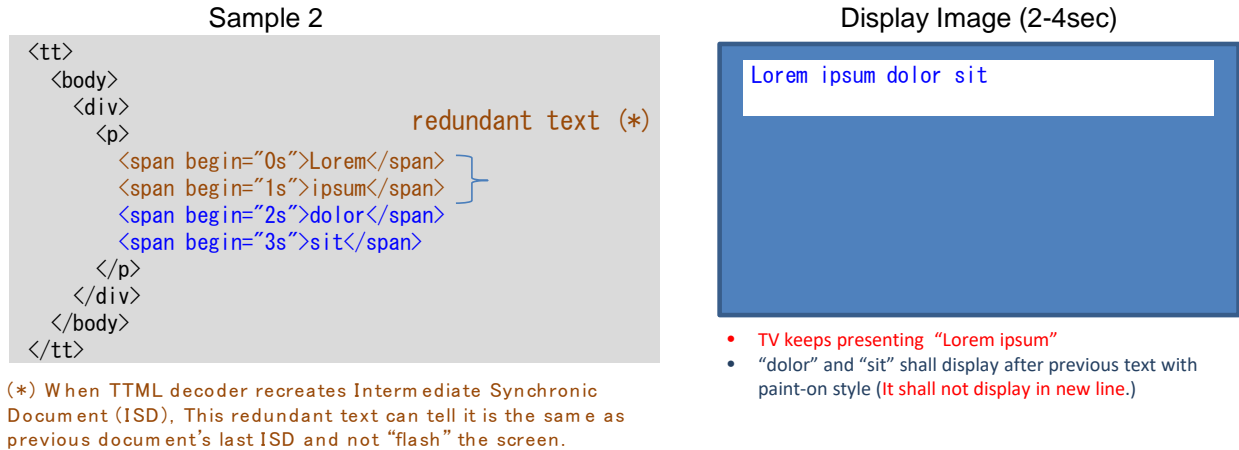 Sample 2
<tt>
<body>
<div>
<p>
redundant text (*)
<span begin="0s">Lorem</span>
<span begin="1s">ipsum</span>
<span begin="2s">dolor</span>
<span begin="3s">sit</span>
</p>
</div>
</body>
</tt>
(*) When TTML decoder recreates Intermediate Synchronic
Document (ISD), This redundant text can tell it is the same as
previous document's last ISD and not “flash” the screen.
Display Image (2-4sec)
Lorem ipsum dolor sit
• TV keeps presenting “Lorem ipsum”
• “dolor” and “sit” shall display after previous text with
paint-on style (It shall not display in new line.)